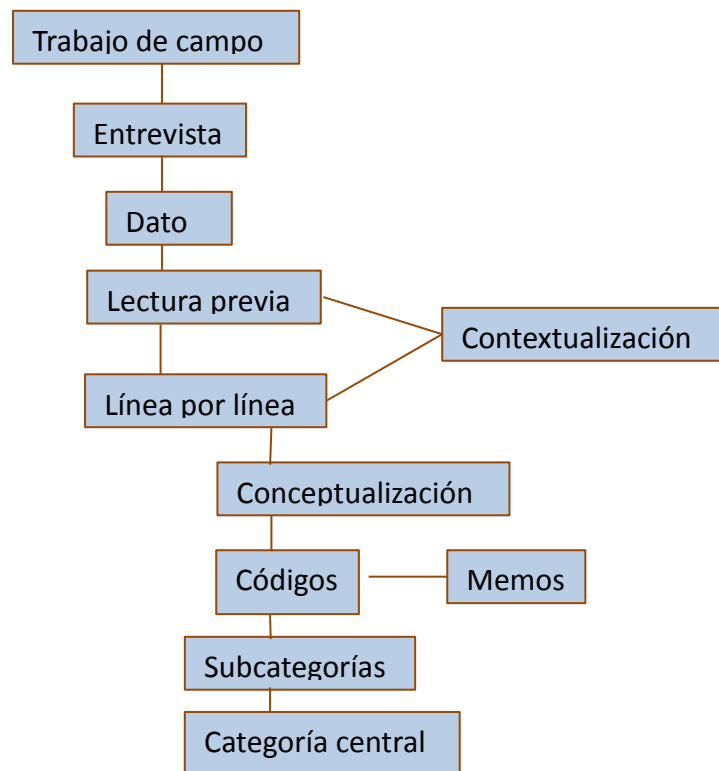 Trabajo de campo
Entrevista
Dato
Lectura previa
Contextualización
Línea por línea
Conceptualización
Códigos
Memos
Subcategorías
Categoría central